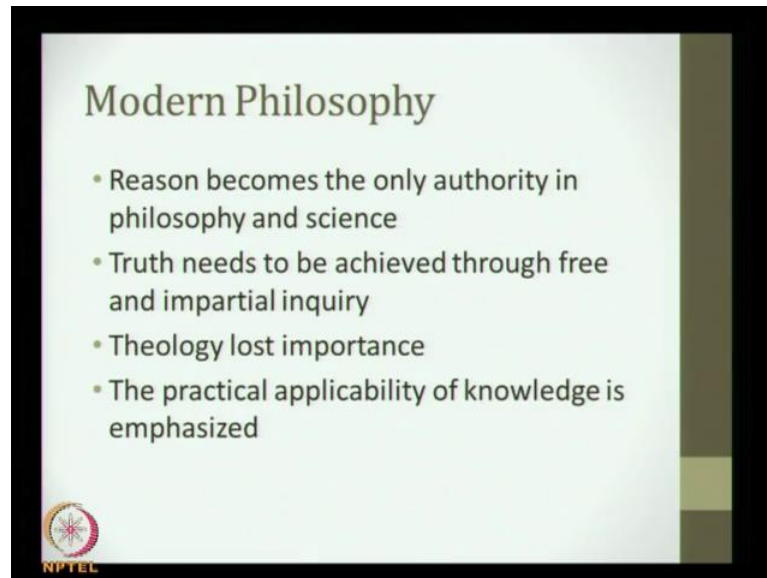 Modern Philosophy
• Reason becomes the only authority in
philosophy and science
• Truth needs to be achieved through free
and impartial inquiry
• Theology lost importance
• The practical applicability of knowledge is
emphasized
NPTEL